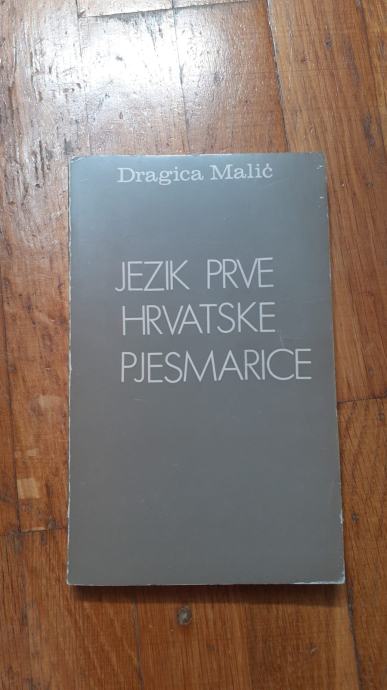 Dragica Malić
JEZIK PRVE
HRVATSKE
PJESMARICE